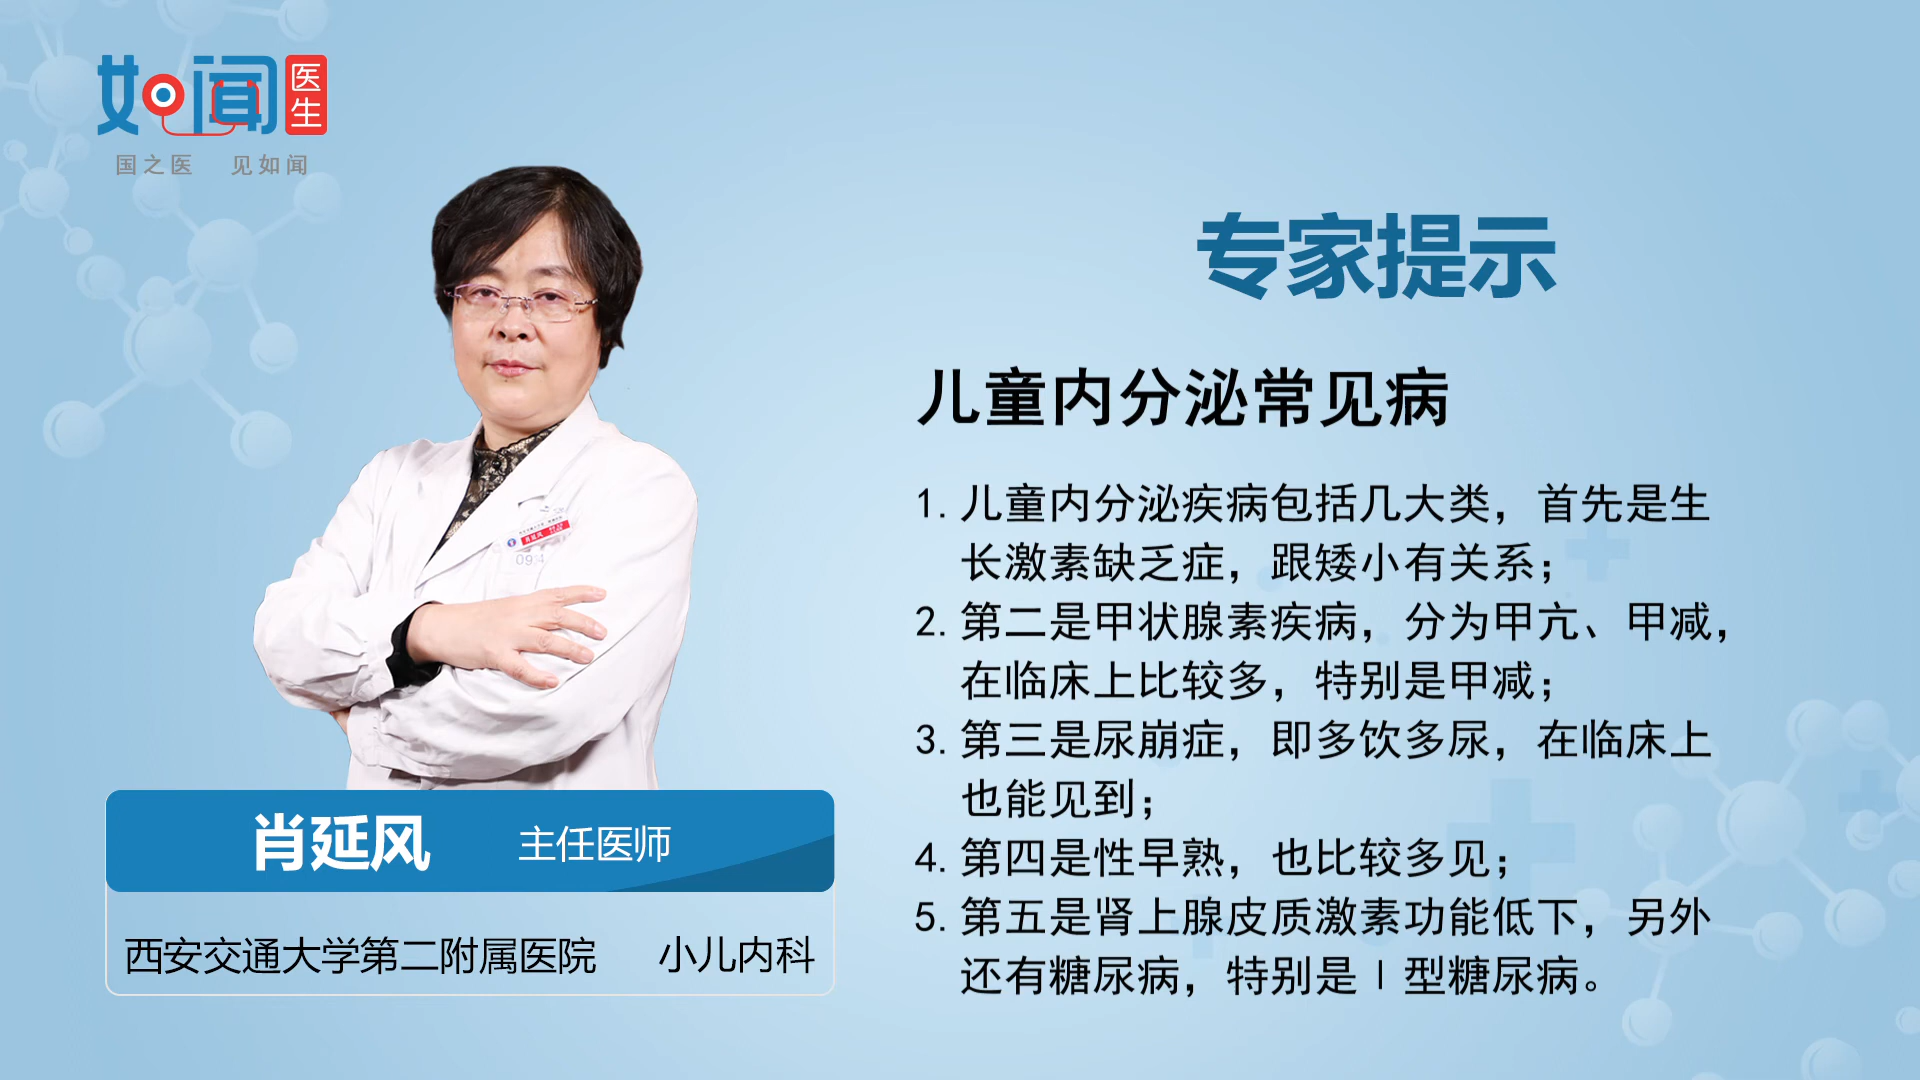 如闻医生
国之医 见如闻
专家提示
儿童内分泌常见病
1. 儿童内分泌疾病包括几大类，首先是生
长激素缺乏症，跟矮小有关系；
2. 第二是甲状腺素疾病，分为甲亢、甲减，
在临床上比较多，特别是甲减；
3. 第三是尿崩症，即多饮多尿，在临床上
也能见到；
4. 第四是性早熟，也比较多见；
5. 第五是肾上腺皮质激素功能低下，另外
还有糖尿病，特别是Ⅰ型糖尿病。
肖延风 主任医师
西安交通大学第二附属医院 小儿内科